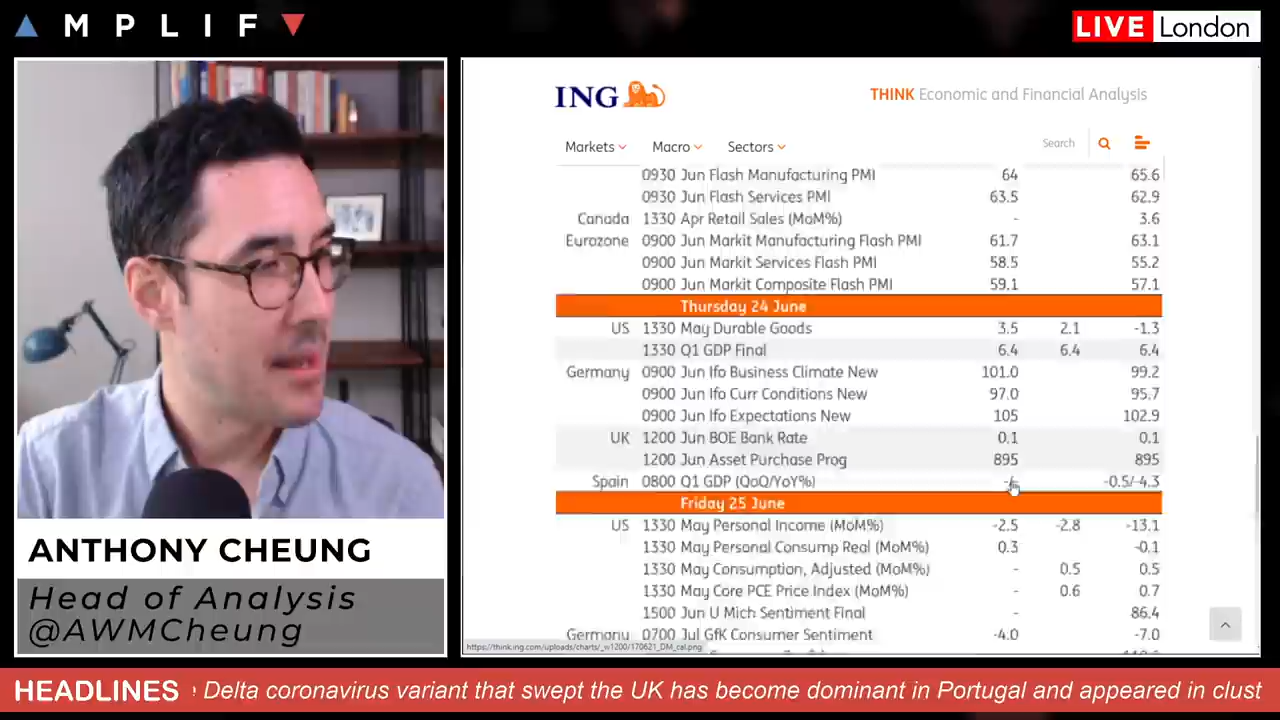 AMPLIFY
LIVE London
ING
THINK Economic and Financial Analysis
Markets Macro Sectors Search
0930 Jun Flash Manufacturing PMI 64 65.6
0930 Jun Flash Services PMI 63.5 62.9
Canada 1330 Apr Retail Sales (MoM%) - 3.6
Eurozone 0900 Jun Markit Manufacturing Flash PMI 61.7 63.1
0900 Jun Markit Services Flash PMI 58.5 55.2
0900 Jun Markit Composite Flash PMI 59.1 57.1
Thursday 24 June
US 1330 May Durable Goods 3.5 2.1 -1.3
1330 Q1 GDP Final 6.4 6.4 6.4
Germany 0900 Jun Ifo Business Climate New 101.0 99.2
0900 Jun Ifo Curr Conditions New 97.0 95.7
0900 Jun Ifo Expectations New 105 102.9
UK 1200 Jun BOE Bank Rate 0.1 0.1
1200 Jun Asset Purchase Prog 895 895
Spain 0800 Q1 GDP (QoQ/YoY%) -0.5/-4.3
Friday 25 June
US 1330 May Personal Income (MoM%) -2.5 -2.8 -13.1
1330 May Personal Consump Real (MoM%) 0.3 -0.1
1330 May Consumption, Adjusted (MoM%) - 0.5 0.5
1330 May Core PCE Price Index (MoM%) - 0.6 0.7
1500 Jun U Mich Sentiment Final - 86.4
Germany 0700 Jul GfK Consumer Sentiment -4.0 -7.0
https://think.ing.com/uploads/charts/_w1200/170621_DM_cal.png
ANTHONY CHEUNG
Head of Analysis
@AWMCheung
HEADLINES Delta coronavirus variant that swept the UK has become dominant in Portugal and appeared in clust